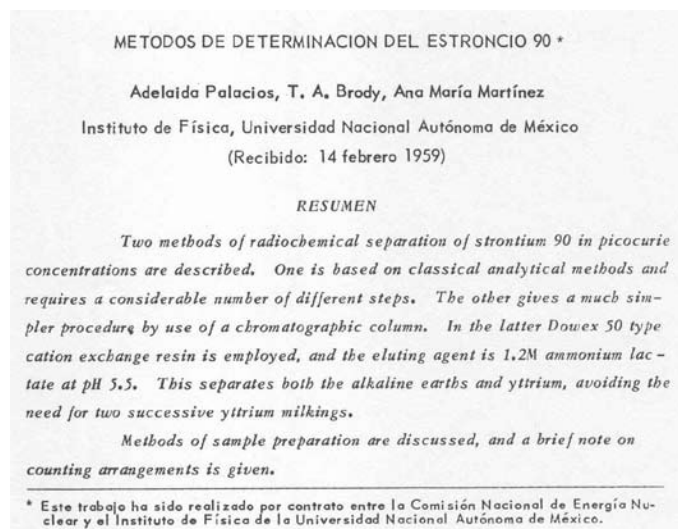 METODOS DE DETERMINACION DEL ESTRONCIO 90 *
Adelaida Palacios, T. A. Brody, Ana María Martínez
Instituto de Física, Universidad Nacional Autónoma de México
(Recibido: 14 febrero 1959)
RESUMEN
Two methods of radiochemical separation of strontium 90 in picocurie
concentrations are described. One is based on classical analytical methods and
requires a considerable number of different steps. The other gives a much sim-
pler procedure by use of a chromatographic column. In the latter Dowex 50 type
cation exchange resin is employed, and the eluting agent is 1.2M ammonium lac-
tate at pH 5.5. This separates both the alkaline earths and yttrium, avoiding the
need for two successive yttrium milkings.
Methods of sample preparation are discussed, and a brief note on
counting arrangements is given.
* Este trabajo ha sido realizado por contrato entre la Comisión Nacional de Energía Nu-
clear y el Instituto de Física de la Universidad Nacional Autónoma de México.